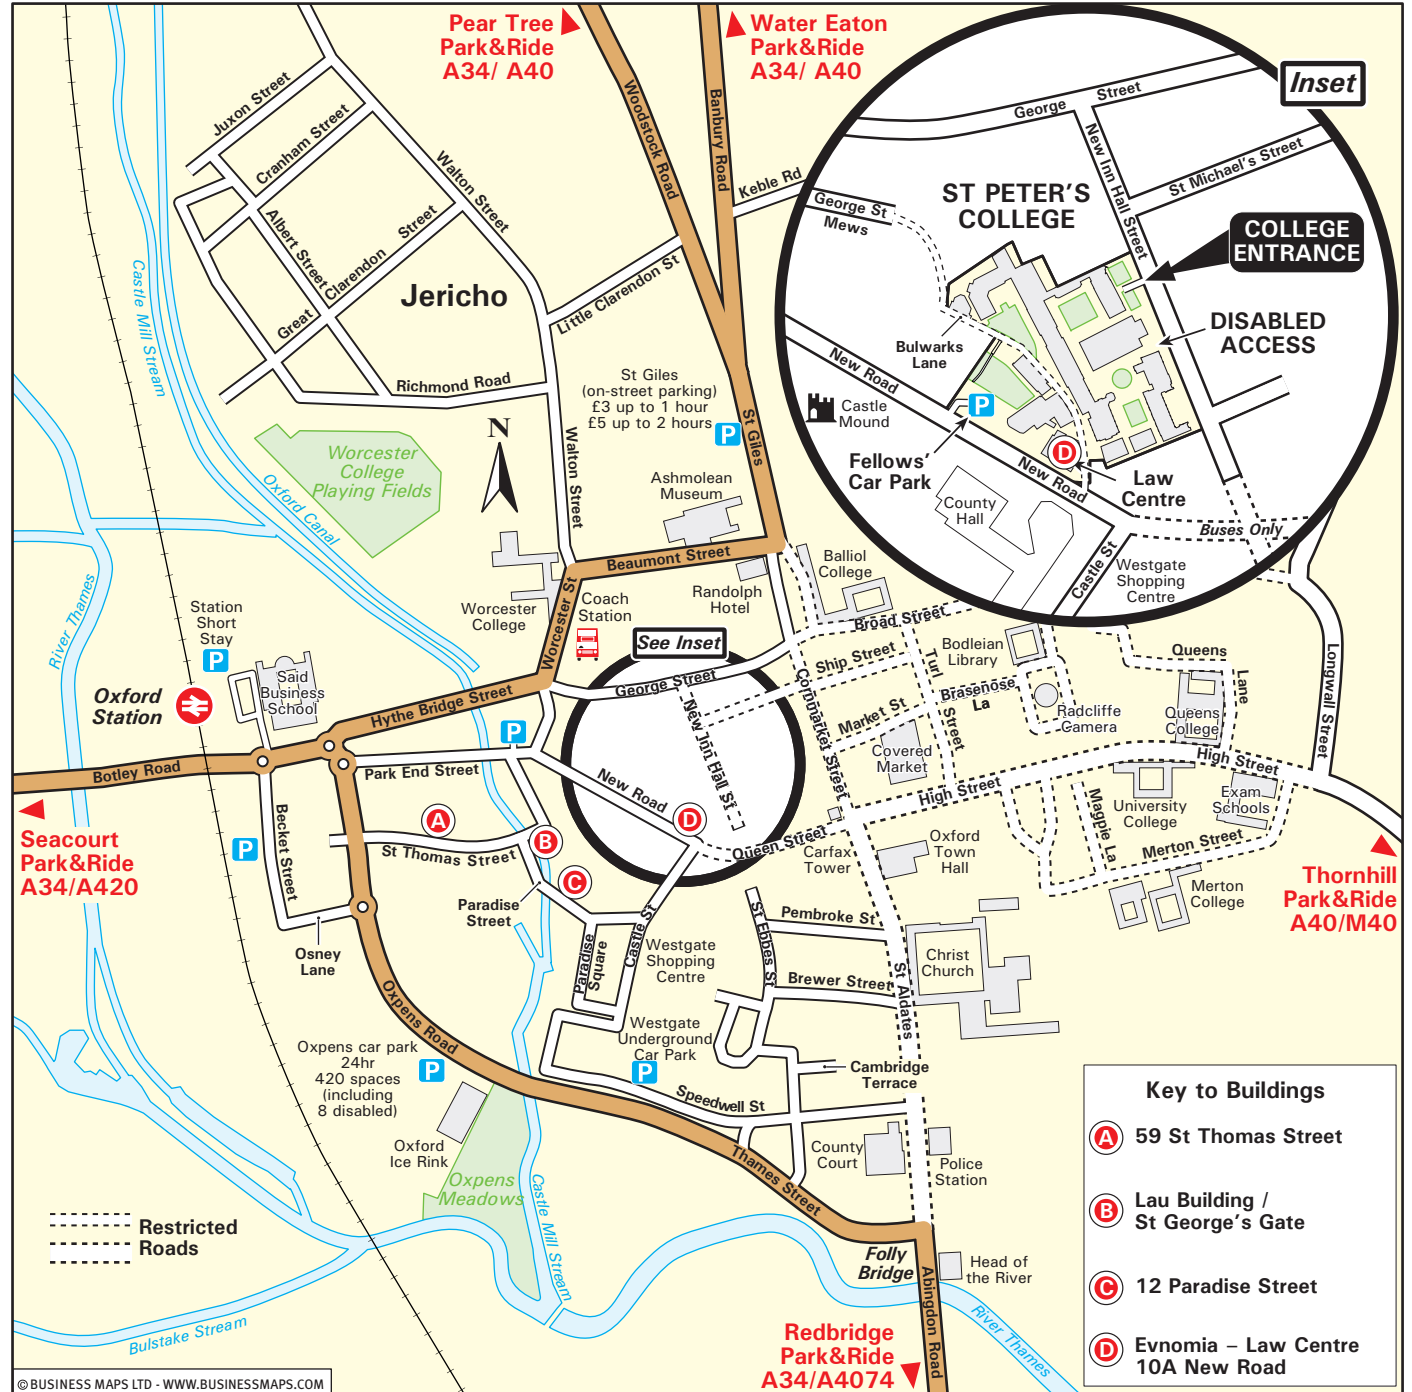 Pear Tree
Park&Ride
A34/ A40
Water Eaton
Park&Ride
A34/ A40
Inset
George Street
New Inn Hall Street
St Michael's Street
ST PETER'S
COLLEGE
COLLEGE
ENTRANCE
DISABLED
ACCESS
George St
Mews
Bulwarks
Lane
New Road
Castle
Mound
P
Fellows'
Car Park
D
Law
Centre
New Road
County
Hall
Buses Only
Castle St
Westgate
Shopping
Centre
Juxon Street
Cranham Street
Albert Street
Great Clarendon Street
Walton Street
Woodstock Road
Banbury Road
Keble Rd
Jericho
Little Clarendon St
Richmond Road
Castle Mill Stream
St Giles
(on-street parking)
£3 up to 1 hour
£5 up to 2 hours
P
St Giles
N
Walton Street
Worcester
College
Playing Fields
Oxford Canal
Ashmolean
Museum
Beaumont Street
Randolph
Hotel
Balliol
College
Broad Street
River Thames
Station
Short
Stay
P
Worcester
College
Worcester St
Coach
Station
See Inset
Said
Business
School
Oxford
Station
Hythe Bridge Street
George Street
New Inn Hall St
Ship Street
Turl Street
Bodleian
Library
Brasenose
La
Market St
Cornmarket Street
Covered
Market
Radcliffe
Camera
Queens Lane
Queens
College
Longwall Street
Botley Road
Park End Street
P
New Road
High Street
High Street
Seacourt
Park&Ride
A34/A420
P
Becket Street
A
St Thomas Street
B
C
D
Queen Street
Carfax
Tower
Oxford
Town
Hall
Magpie La
University
College
Exam
Schools
Merton Street
Merton
College
Thornhill
Park&Ride
A40/M40
Paradise
Street
Osney
Lane
Paradise
Square
Castle St
Westgate
Shopping
Centre
St Ebbes St
Pembroke St
Brewer Street
St Aldates
Christ
Church
Oxpens Road
Oxpens car park
24hr
420 spaces
(including
8 disabled)
P
Westgate
Underground
Car Park
P
Cambridge
Terrace
Speedwell St
Oxford
Ice Rink
Oxpens
Meadows
Castle Mill Stream
Thames Street
County
Court
Police
Station
Folly
Bridge
Head of
the River
Abingdon Road
River Thames
Redbridge
Park&Ride
A34/A4074
Restricted
Roads
Bulstake Stream
Key to Buildings
A 59 St Thomas Street
B Lau Building /
St George's Gate
C 12 Paradise Street
D Evnomia – Law Centre
10A New Road
© BUSINESS MAPS LTD - WWW.BUSINESSMAPS.COM